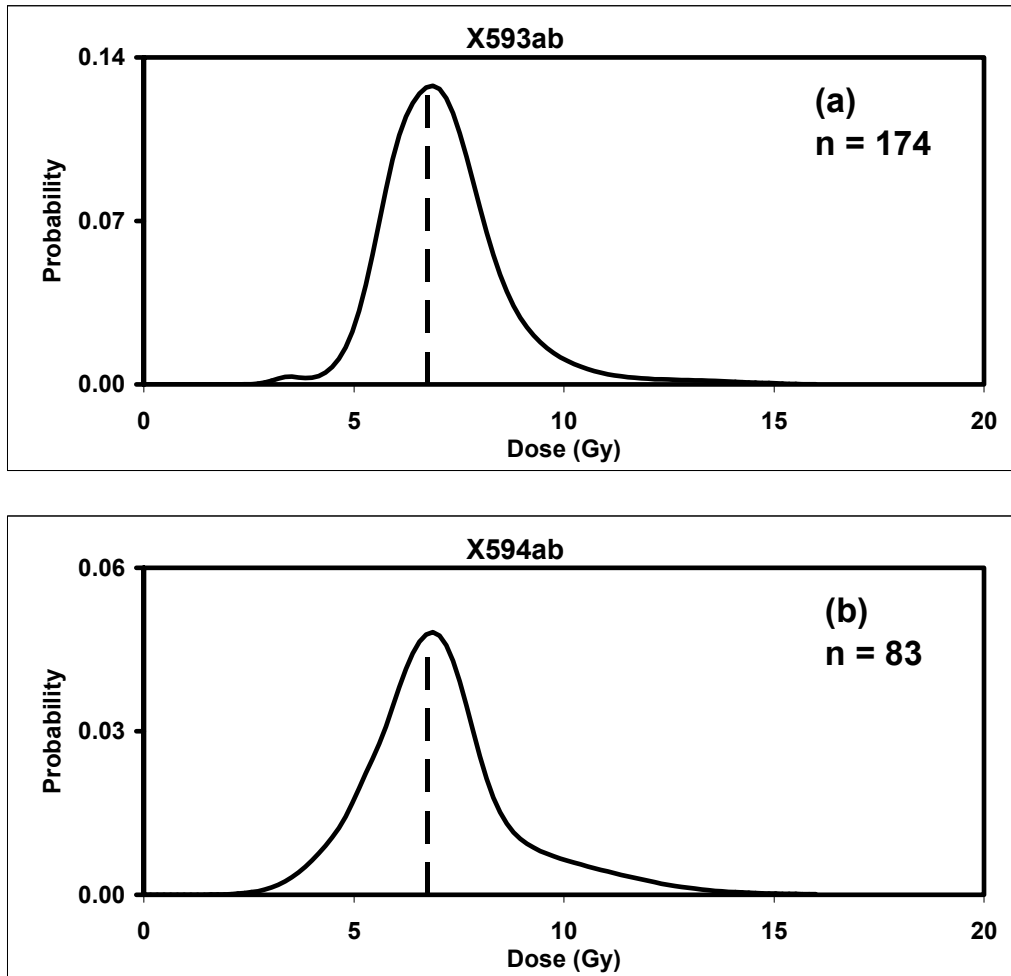 X593ab
0.14
(a)
n = 174
Probability
0.07
0.00
0 5 10 15 20
Dose (Gy)
X594ab
0.06
(b)
n = 83
Probability
0.03
0.00
0 5 10 15 20
Dose (Gy)